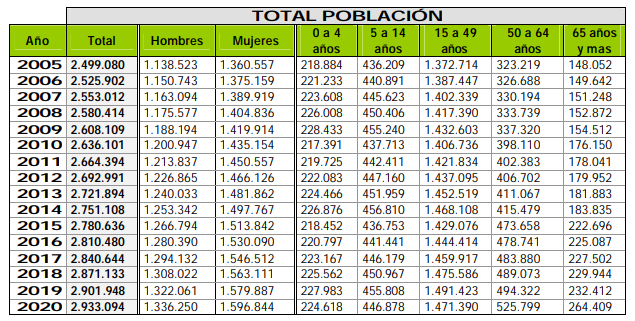 TOTAL POBLACIÓN
Año Total Hombres Mujeres 0 a 4 años 5 a 14 años 15 a 49 años 50 a 64 años 65 años y mas
2005 2.499.080 1.138.523 1.360.557 218.884 436.209 1.372.714 323.219 148.052
2006 2.525.902 1.150.743 1.375.159 221.233 440.891 1.387.447 326.688 149.642
2007 2.553.012 1.163.094 1.389.919 223.608 445.623 1.402.339 330.194 151.248
2008 2.580.414 1.175.577 1.404.836 226.008 450.406 1.417.390 333.739 152.872
2009 2.608.109 1.188.194 1.419.914 228.433 455.240 1.432.603 337.320 154.512
2010 2.636.101 1.200.947 1.435.154 217.391 437.713 1.406.736 398.110 176.150
2011 2.664.394 1.213.837 1.450.557 219.725 442.411 1.421.834 402.383 178.041
2012 2.692.991 1.226.865 1.466.126 222.083 447.160 1.437.095 406.702 179.952
2013 2.721.894 1.240.033 1.481.862 224.466 451.959 1.452.519 411.067 181.883
2014 2.751.108 1.253.342 1.497.767 226.876 456.810 1.468.108 415.479 183.835
2015 2.780.636 1.266.794 1.513.842 218.452 436.753 1.429.076 473.658 222.696
2016 2.810.480 1.280.390 1.530.090 220.797 441.441 1.444.414 478.741 225.087
2017 2.840.644 1.294.132 1.546.512 223.167 446.179 1.459.917 483.880 227.502
2018 2.871.133 1.308.022 1.563.111 225.562 450.967 1.475.586 489.073 229.944
2019 2.901.948 1.322.061 1.579.887 227.983 455.808 1.491.423 494.322 232.412
2020 2.933.094 1.336.250 1.596.844 224.618 446.878 1.471.390 525.799 264.409